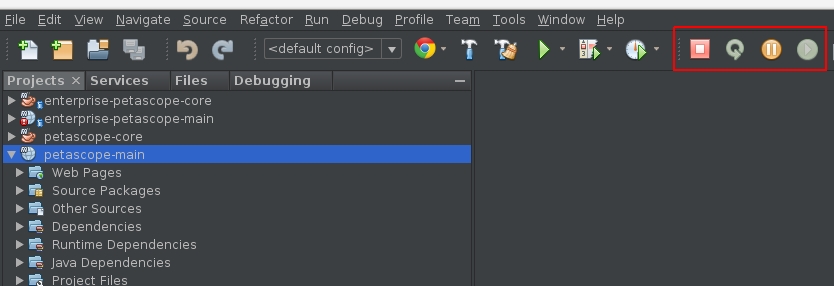 File Edit View Navigate Source Refactor Run Debug Profile Team Tools Window Help
<default config>
Projects × Services Files Debugging
enterprise-petascope-core
enterprise-petascope-main
petascope-core
petascope-main
Web Pages
Source Packages
Other Sources
Dependencies
Runtime Dependencies
Java Dependencies
Project Files